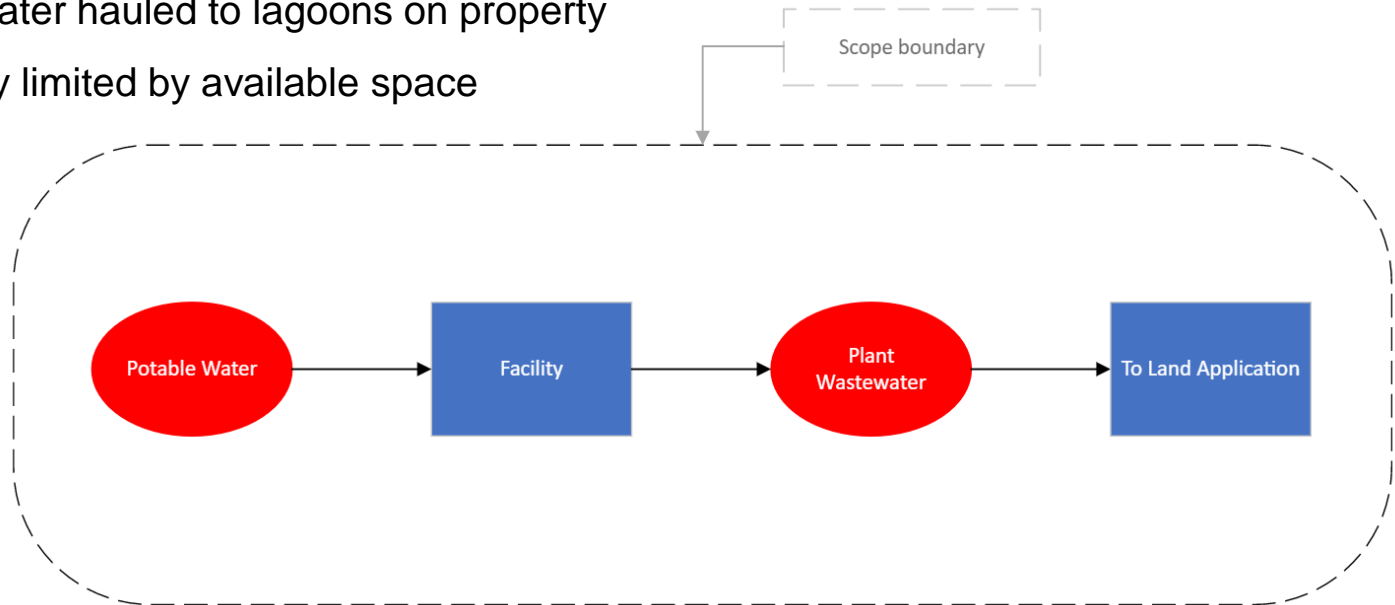 ater hauled to lagoons on property
y limited by available space
Scope boundary
Potable Water
Facility
Plant
Wastewater
To Land Application